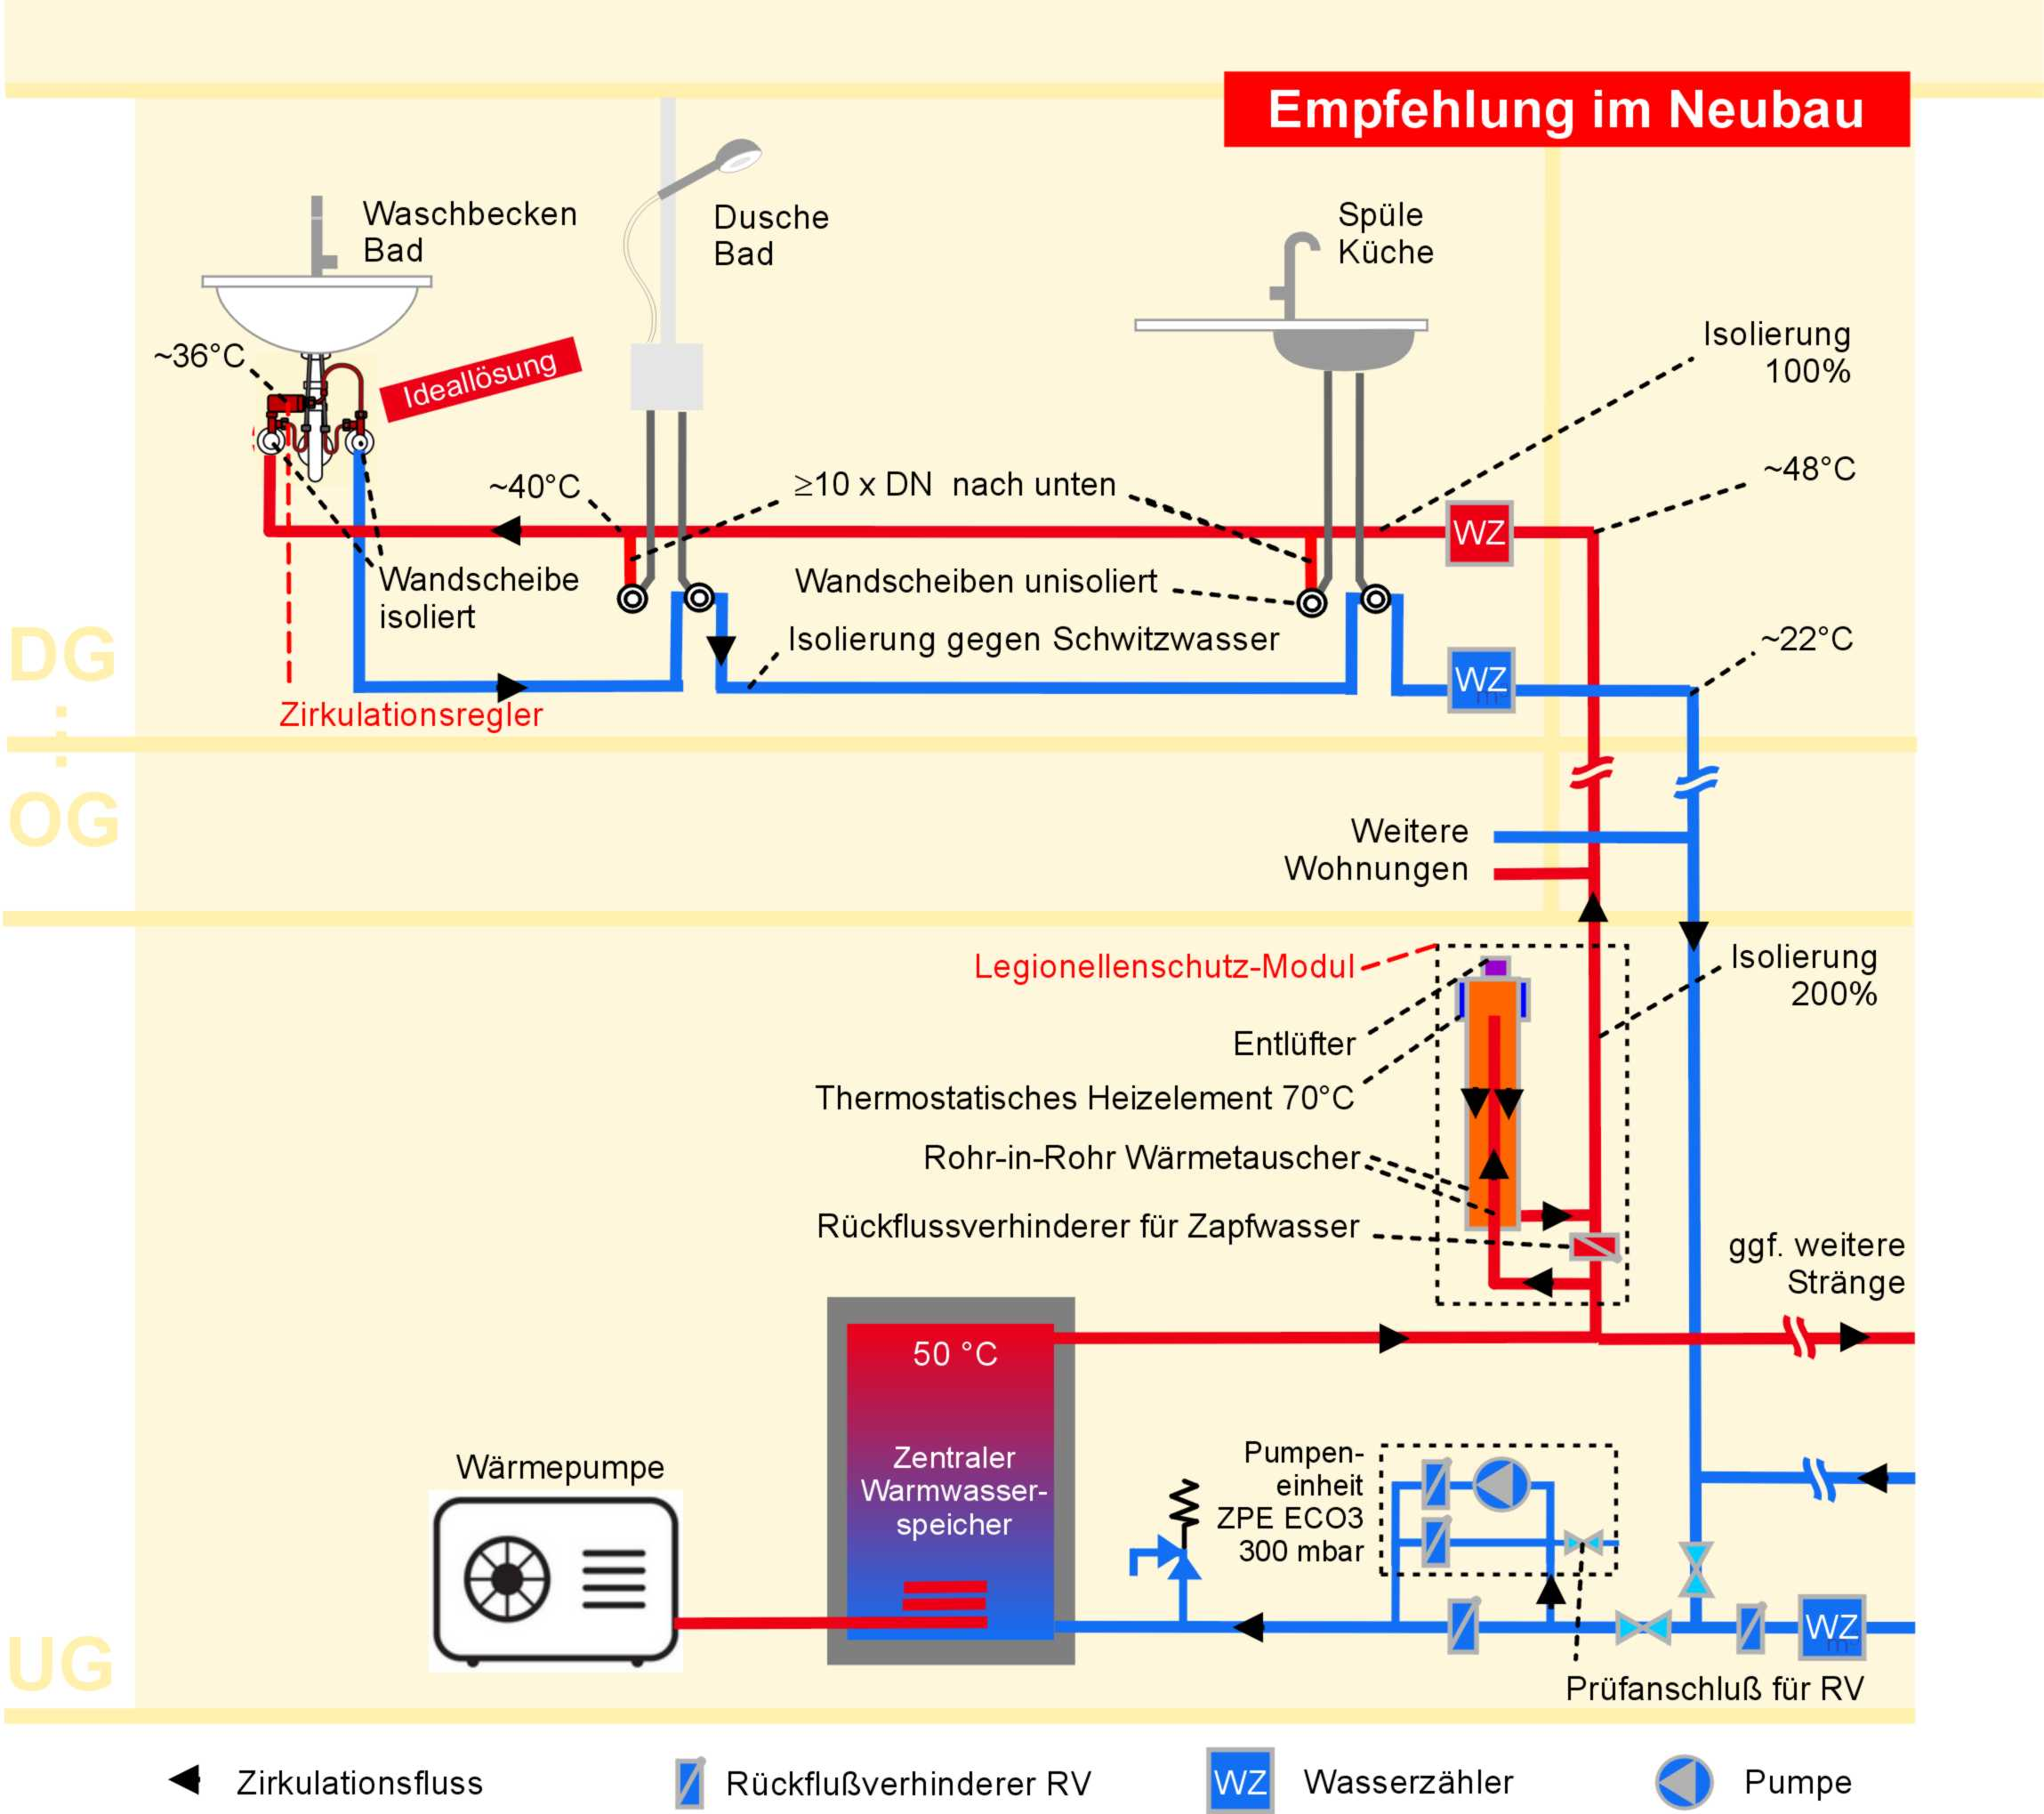 Empfehlung im Neubau
Waschbecken
Bad
Dusche
Bad
Spüle
Küche
~36°C
Ideallösung
Isolierung
100%
~40°C
≥10 x DN nach unten
~48°C
WZ
Wandscheibe
isoliert
Wandscheiben unisoliert
Isolierung gegen Schwitzwasser
~22°C
WZ
DG
Zirkulationsregler
OG
Weitere
Wohnungen
Legionellenschutz-Modul
Isolierung
200%
Entlüfter
Thermostatisches Heizelement 70°C
Rohr-in-Rohr Wärmetauscher
Rückflussverhinderer für Zapfwasser
ggf. weitere
Stränge
50 °C
Zentraler
Warmwasser-
speicher
Wärmepumpe
Pumpen-
einheit
ZPE ECO3
300 mbar
WZ
UG
Prüfanschluß für RV
Zirkulationsfluss
Rückflußverhinderer RV
WZ
Wasserzähler
Pumpe